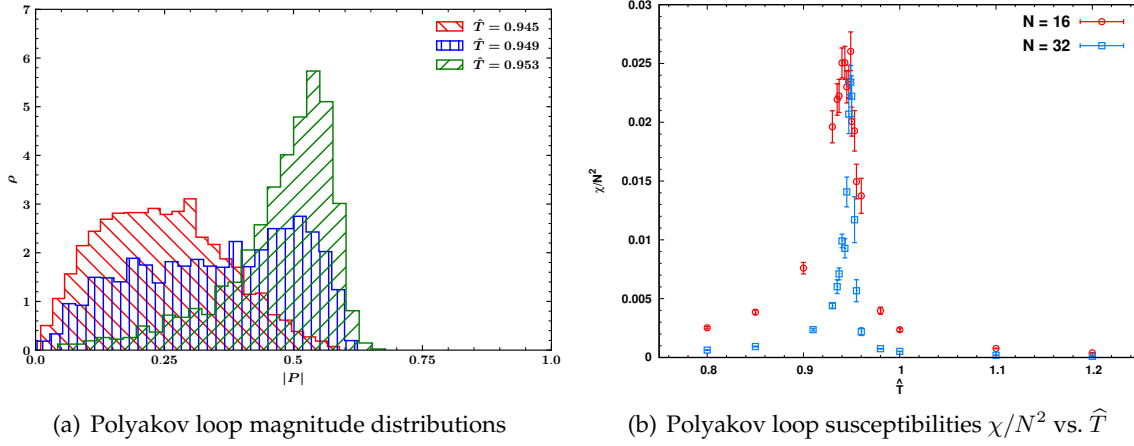 7
6
5
4
3
2
1
0
ρ
T̂ = 0.945
T̂ = 0.949
T̂ = 0.953
0.0
0.25
0.5
0.75
1.0
|P|
(a) Polyakov loop magnitude distributions
0.03
0.025
0.02
0.015
0.01
0.005
0
χ/N²
N = 16
N = 32
0.8
0.9
1
1.1
1.2
T̂
(b) Polyakov loop susceptibilities χ/N² vs. T̂